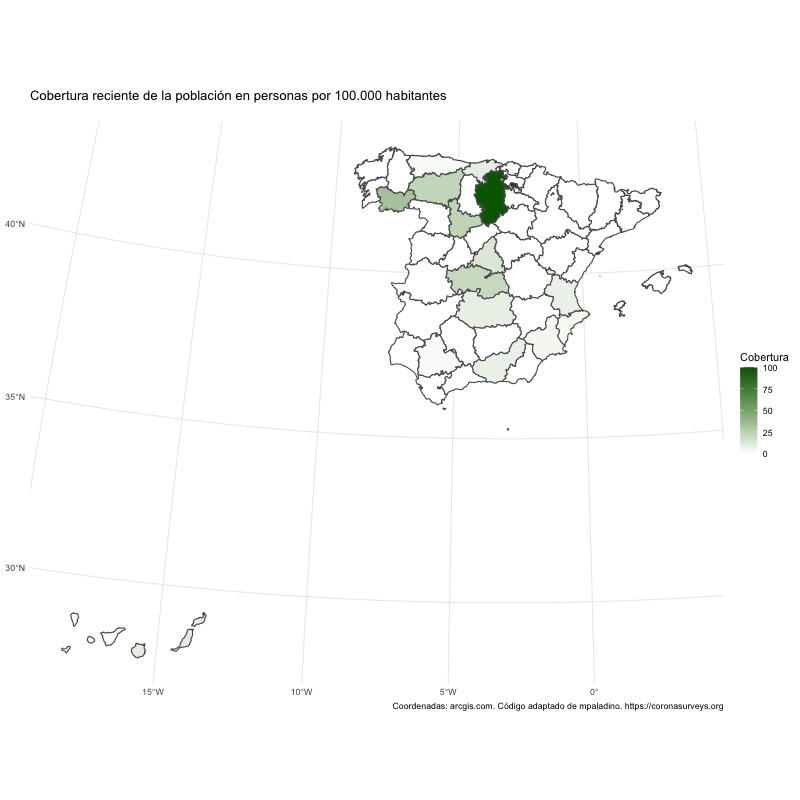 Cobertura reciente de la población en personas por 100.000 habitantes
40°N
35°N
30°N
15°W
10°W
5°W
0°
Cobertura
100
75
50
25
0
Coordenadas: arcgis.com. Código adaptado de mpaladino. https://coronasurveys.org